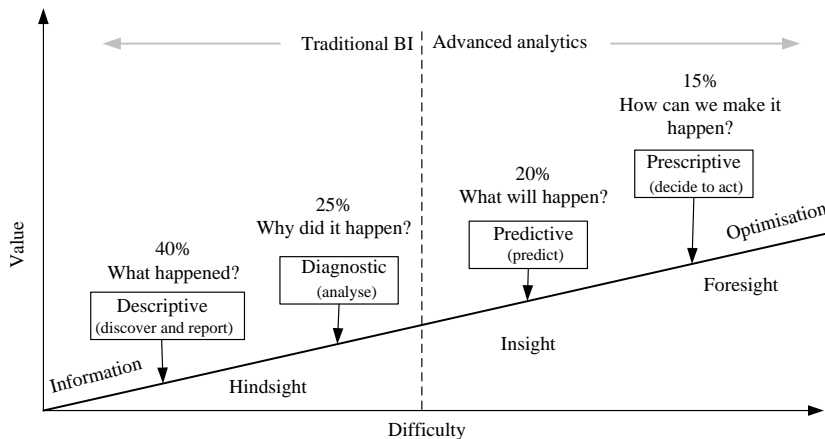 Traditional BI
Advanced analytics
15%
How can we make it
happen?
Prescriptive
(decide to act)
20%
What will happen?
Predictive
(predict)
25%
Why did it happen?
Diagnostic
(analyse)
40%
What happened?
Descriptive
(discover and report)
Optimisation
Foresight
Insight
Hindsight
Information
Value
Difficulty